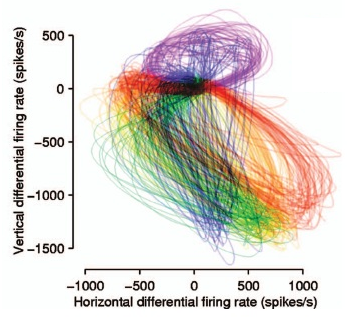 Vertical differential firing rate (spikes/s)
500
0
−500
−1000
−1500
−1000 −500 0 500 1000
Horizontal differential firing rate (spikes/s)